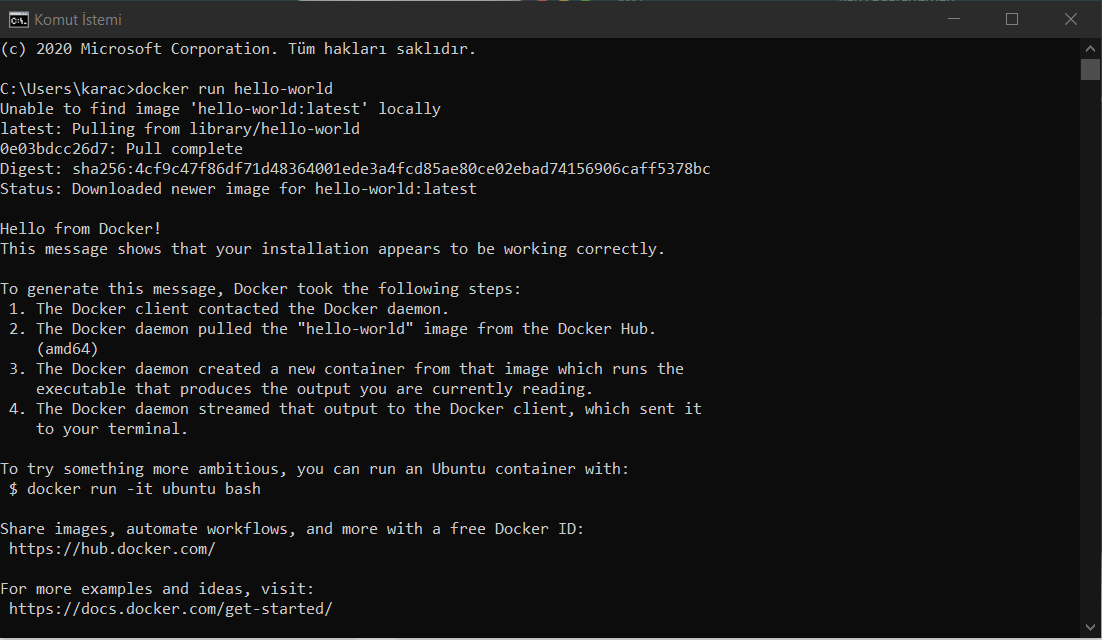 Komut İstemi
(c) 2020 Microsoft Corporation. Tüm hakları saklıdır.
C:\Users\karac>docker run hello-world
Unable to find image 'hello-world:latest' locally
latest: Pulling from library/hello-world
0e03bdcc26d7: Pull complete
Digest: sha256:4cf9c47f86df71d48364001ede3a4fcd85ae80ce02ebad74156906caff5378bc
Status: Downloaded newer image for hello-world:latest
Hello from Docker!
This message shows that your installation appears to be working correctly.
To generate this message, Docker took the following steps:
1. The Docker client contacted the Docker daemon.
2. The Docker daemon pulled the "hello-world" image from the Docker Hub.
(amd64)
3. The Docker daemon created a new container from that image which runs the
executable that produces the output you are currently reading.
4. The Docker daemon streamed that output to the Docker client, which sent it
to your terminal.
To try something more ambitious, you can run an Ubuntu container with:
$ docker run -it ubuntu bash
Share images, automate workflows, and more with a free Docker ID:
https://hub.docker.com/
For more examples and ideas, visit:
https://docs.docker.com/get-started/